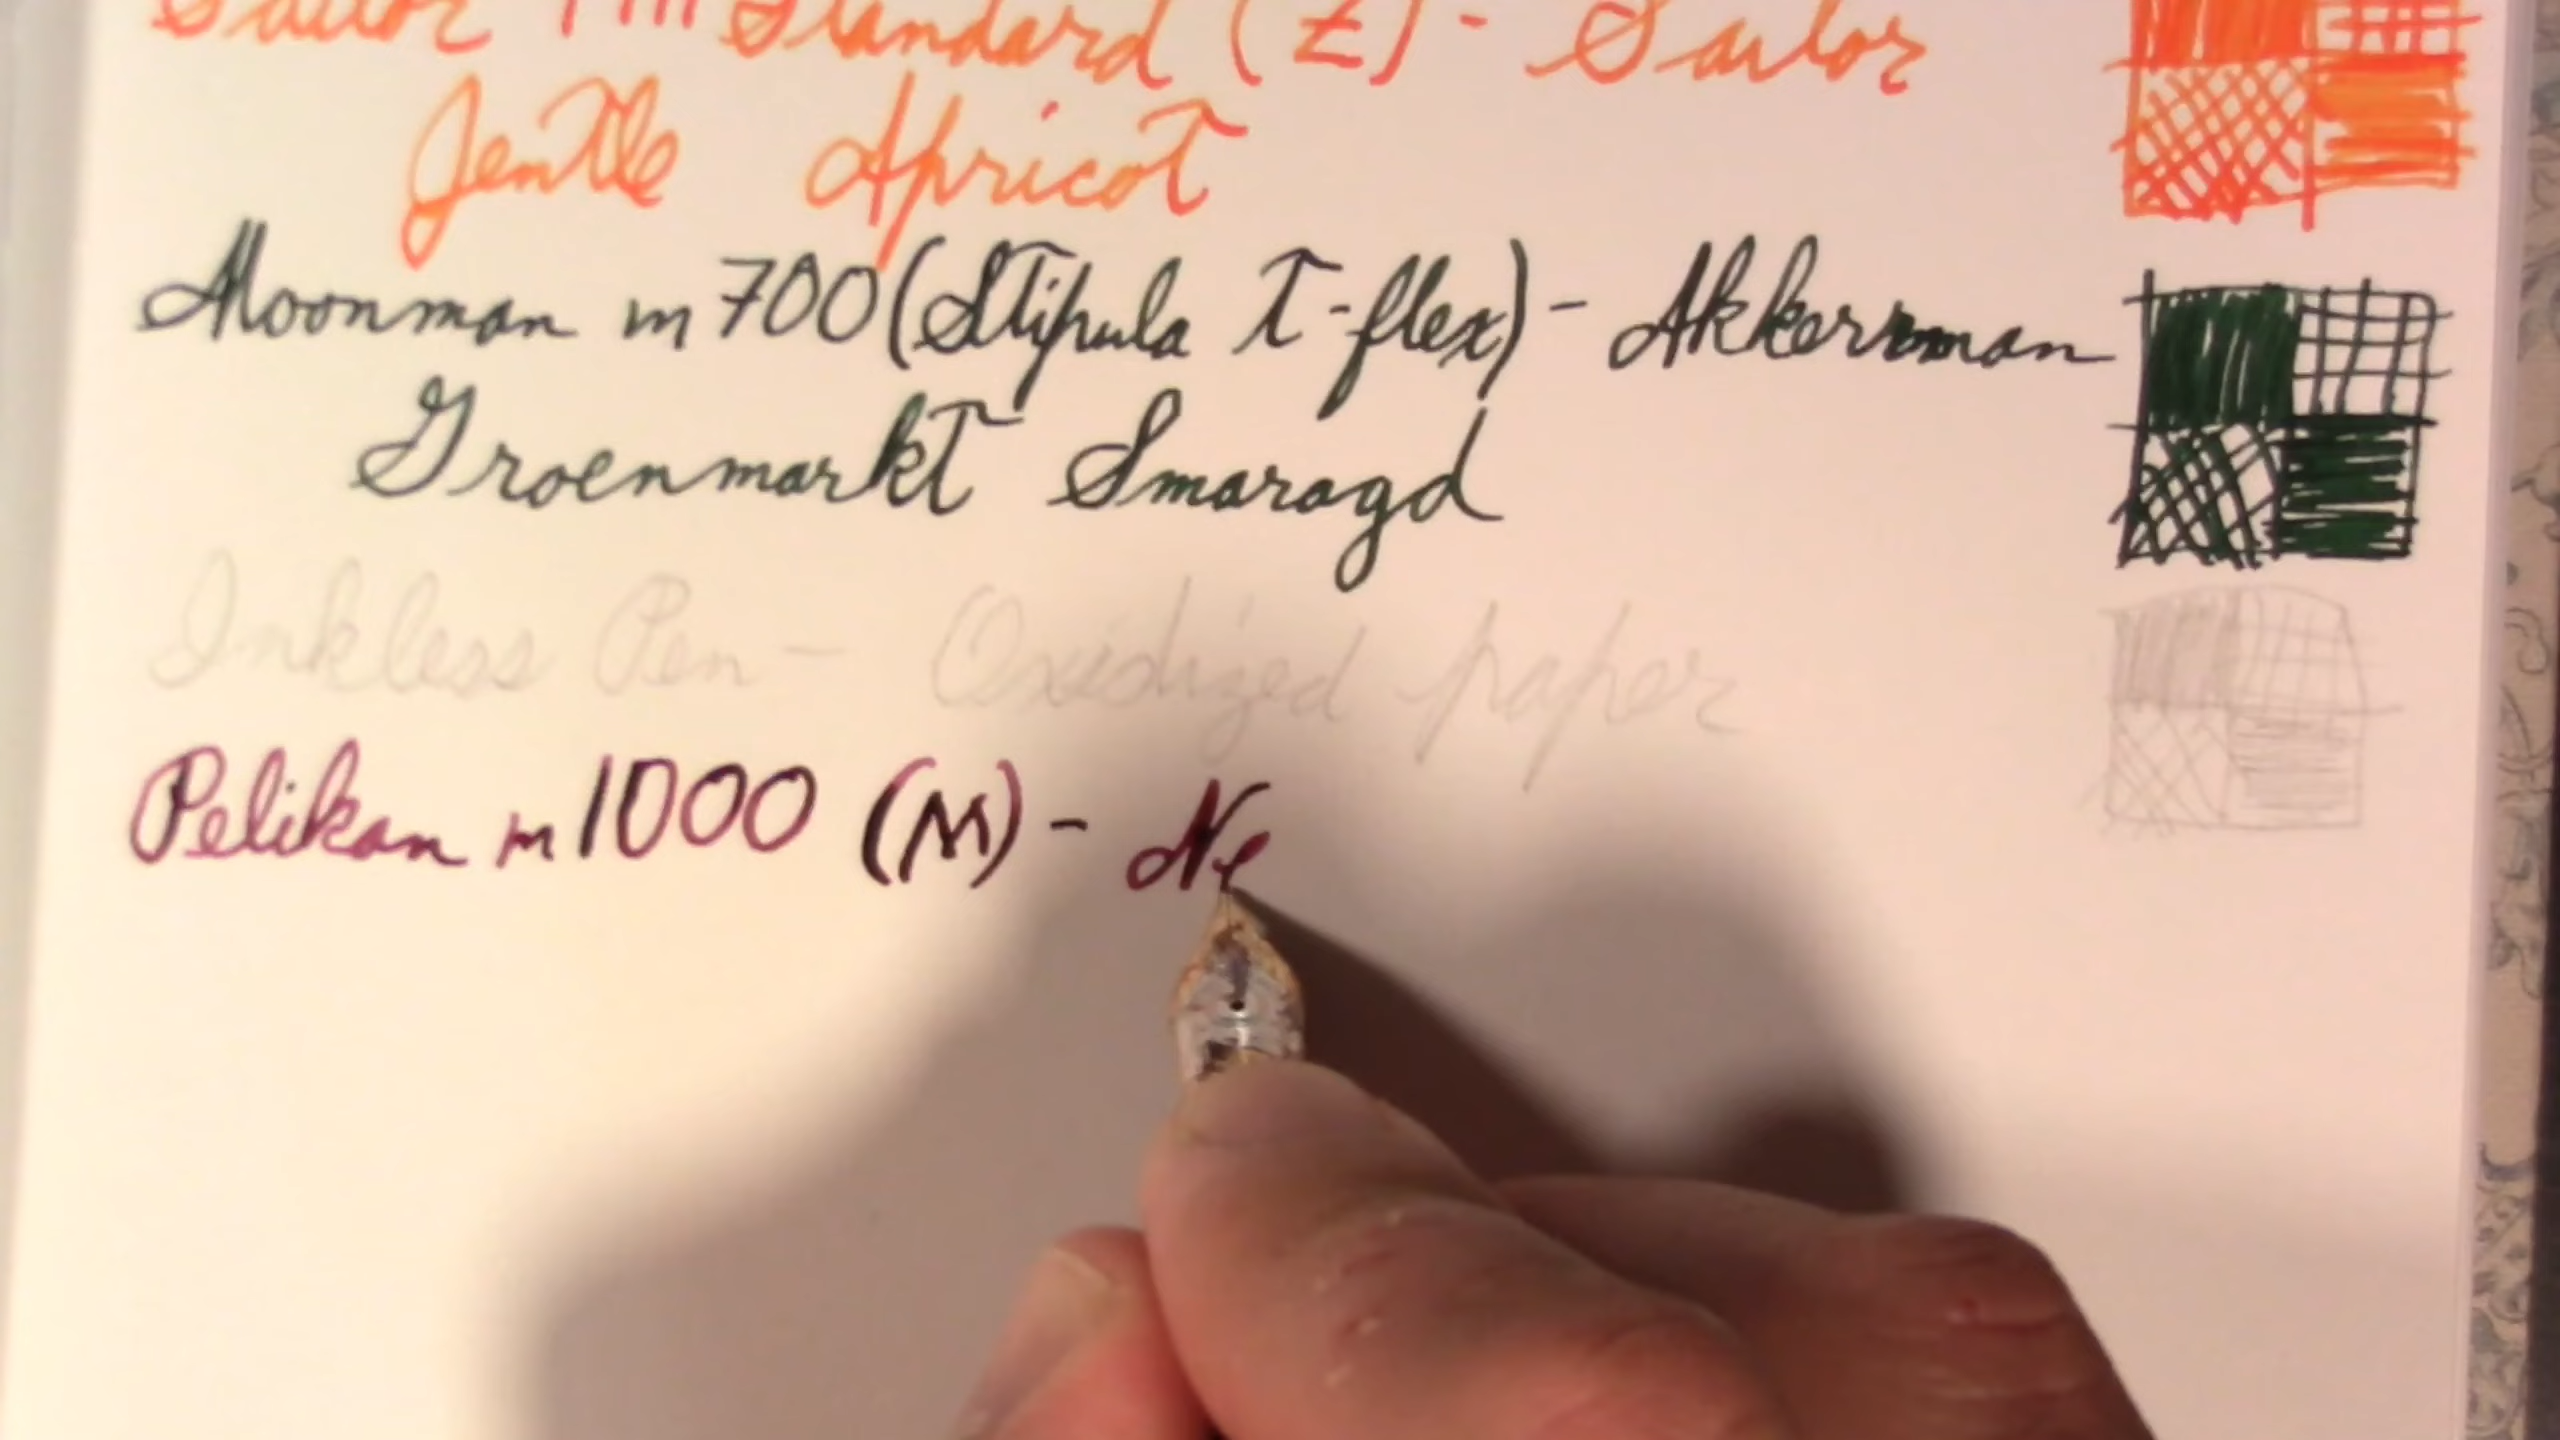 Sailor Standard (Z) - Sailor
Jentle Apricot
Moonman m700 (Stipula T-flex) - Akkerman
Groenmarkt Smaragd
Inkless Pen - Oxidized paper
Pelikan m1000 (M) - Ne